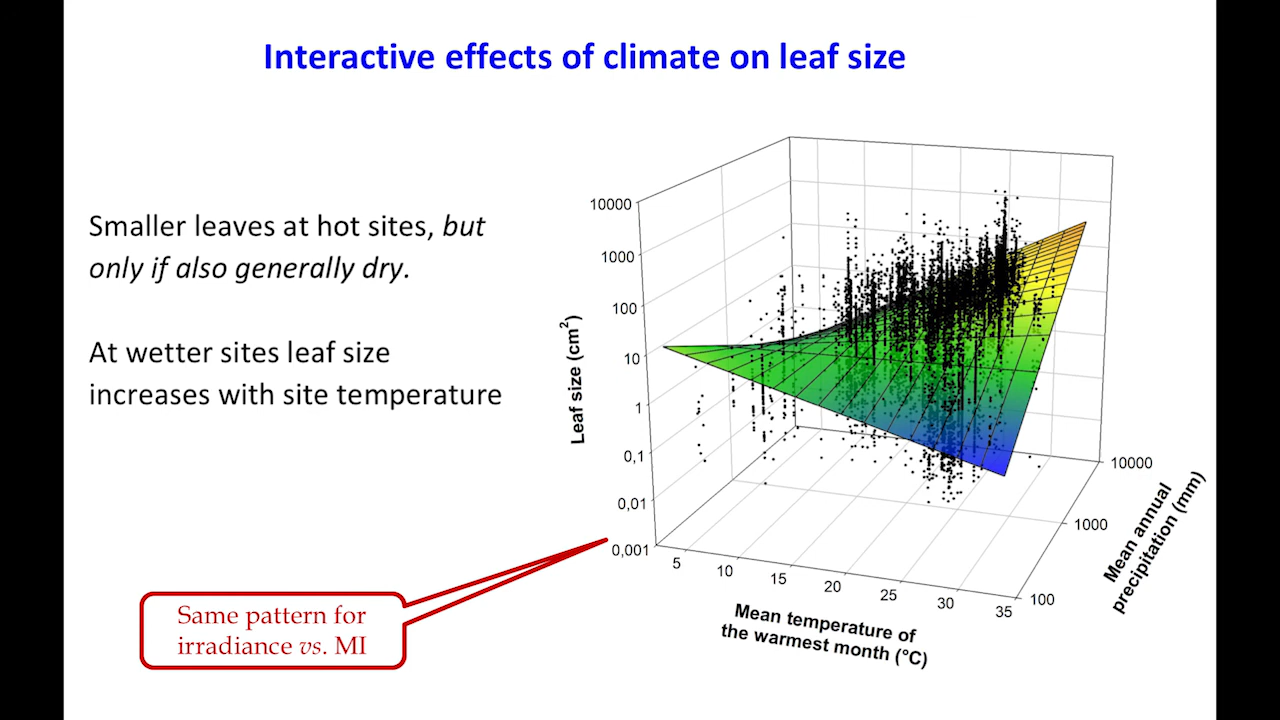 Interactive effects of climate on leaf size
Smaller leaves at hot sites, but
only if also generally dry.
At wetter sites leaf size
increases with site temperature
Same pattern for
irradiance vs. MI
Leaf size (cm²)
10000
1000
100
10
1
0,1
0,01
0,001
5
10
15
20
25
30
35
Mean temperature of
the warmest month (°C)
100
1000
10000
Mean annual
precipitation (mm)